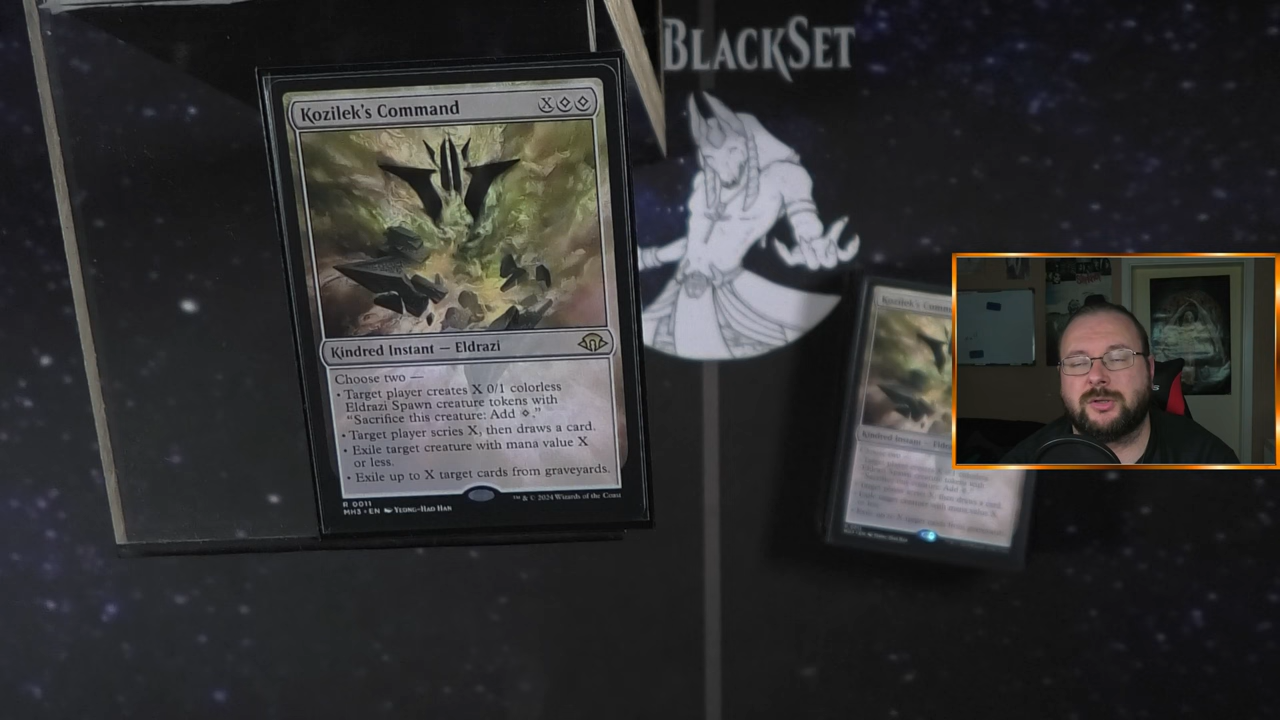 BLACKSET
Kozilek's Command X
Kindred Instant — Eldrazi
Choose two —
• Target player creates X 0/1 colorless
Eldrazi Spawn creature tokens with
"Sacrifice this creature: Add ."
• Target player scries X, then draws a card.
• Exile target creature with mana value X
or less.
• Exile up to X target cards from graveyards.
R 0011
MH3 • EN Yeong-Hao Han
™ & © 2024 Wizards of the Coast
Kozilek's Comm
Kindred Instant — Eldr